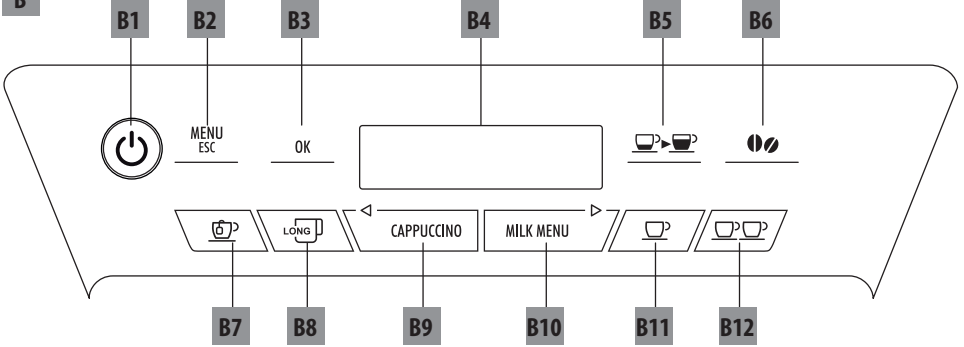 B
B1 B2 B3 B4 B5 B6
MENU
ESC
OK
LONG
CAPPUCCINO
MILK MENU
B7 B8 B9 B10 B11 B12